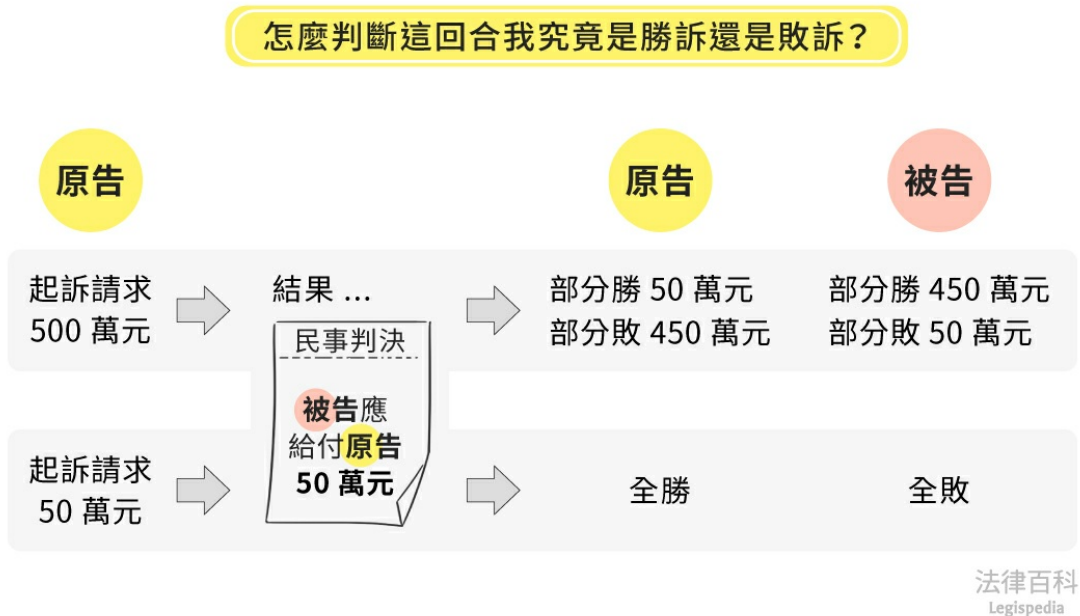 怎麼判斷這回合我究竟是勝訴還是敗訴？
原告
原告
被告
起訴請求
500 萬元
結果 ...
民事判決
被告應
給付原告
50 萬元
部分勝 50 萬元
部分敗 450 萬元
部分勝 450 萬元
部分敗 50 萬元
起訴請求
50 萬元
全勝
全敗
法律百科
Legispedia